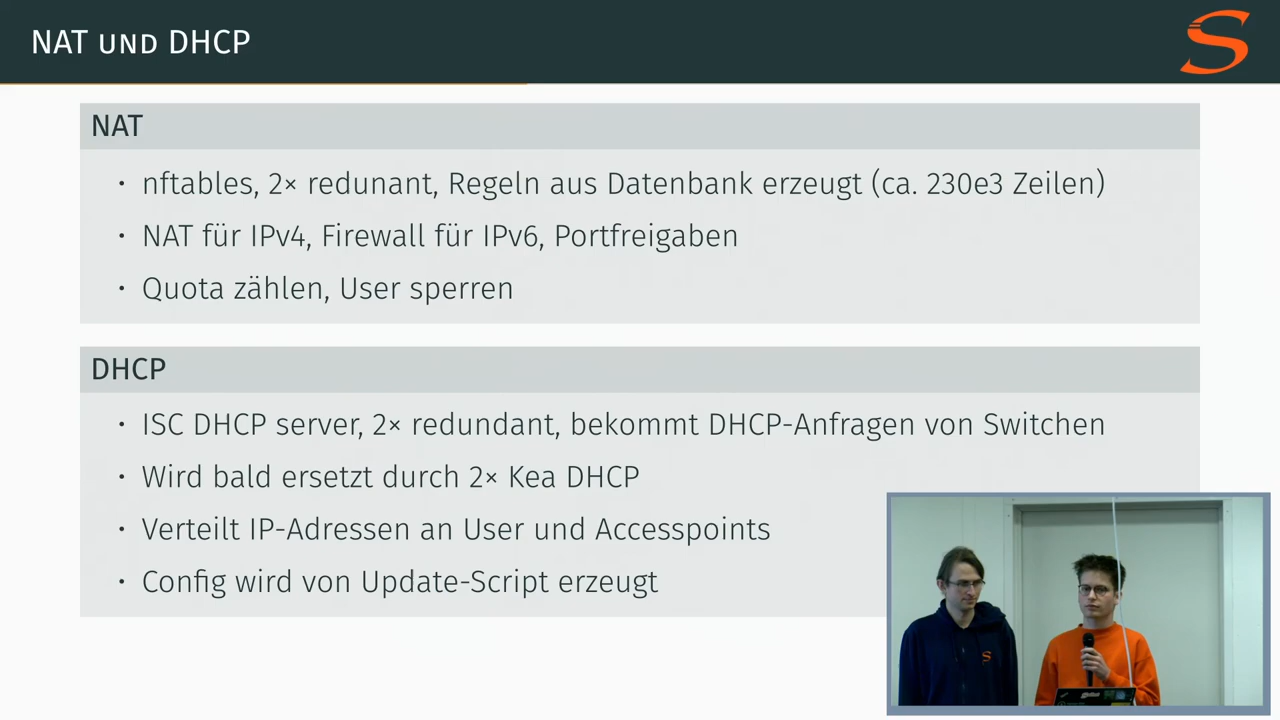 NAT und DHCP
NAT
• nftables, 2× redunant, Regeln aus Datenbank erzeugt (ca. 230e3 Zeilen)
• NAT für IPv4, Firewall für IPv6, Portfreigaben
• Quota zählen, User sperren
DHCP
• ISC DHCP server, 2× redundant, bekommt DHCP-Anfragen von Switchen
• Wird bald ersetzt durch 2× Kea DHCP
• Verteilt IP-Adressen an User und Accesspoints
• Config wird von Update-Script erzeugt